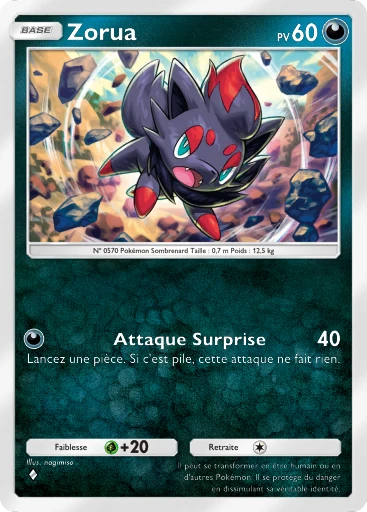 BASE Zorua PV 60
N° 0570 Pokémon Sombrenard Taille : 0,7 m Poids : 12,5 kg
Attaque Surprise 40
Lancez une pièce. Si c'est pile, cette attaque ne fait rien.
Faiblesse +20 Retraite
Illus. nagimiso
Il peut se transformer en être humain ou en
d'autres Pokémon. Il se protège du danger
en dissimulant sa véritable identité.